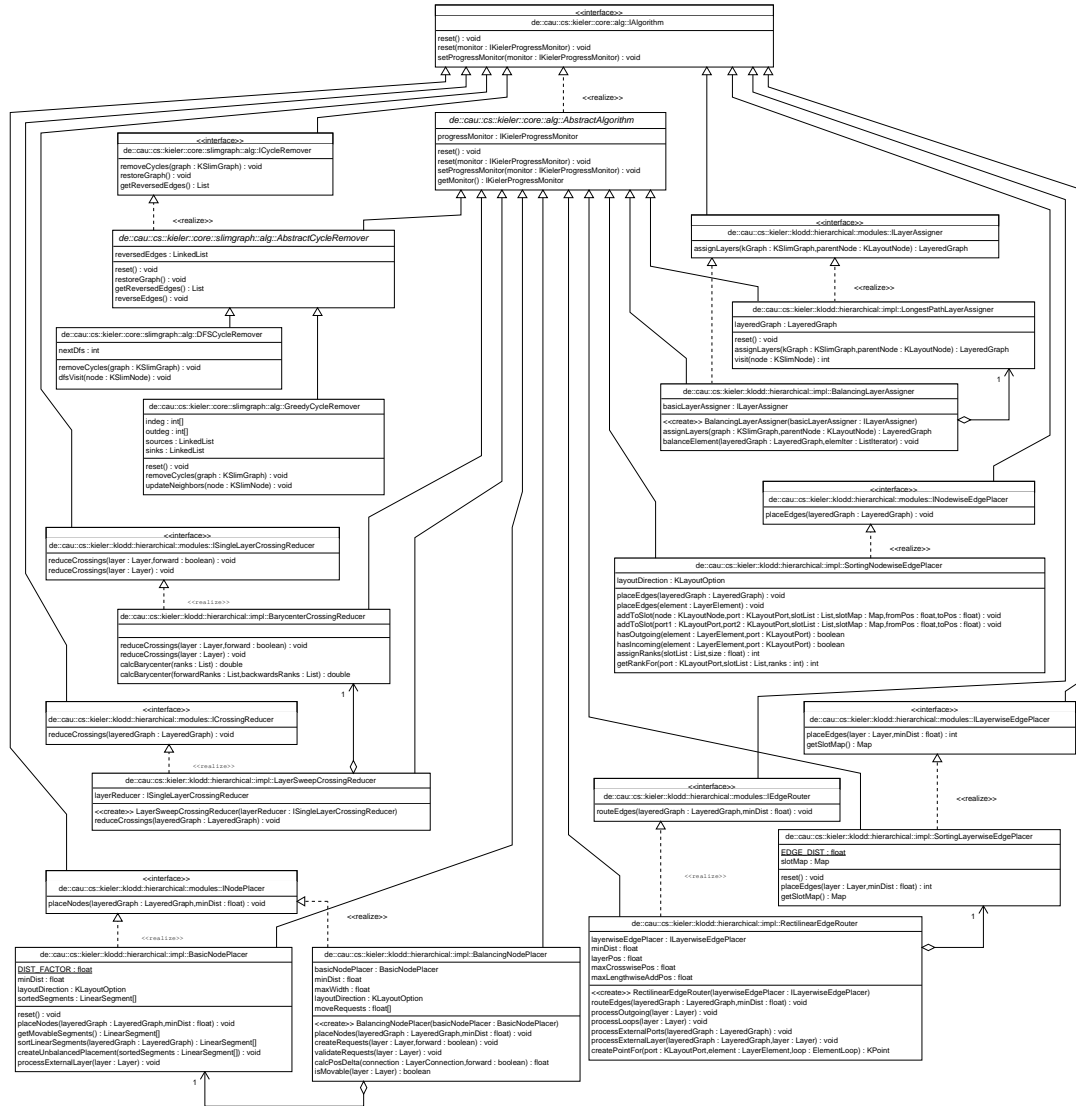 <<interface>>
de::cau::cs::kieler::core::alg::IAlgorithm
reset() : void
reset(monitor : IKielerProgressMonitor) : void
setProgressMonitor(monitor : IKielerProgressMonitor) : void
<<realize>>
de::cau::cs::kieler::core::alg::AbstractAlgorithm
progressMonitor : IKielerProgressMonitor
reset() : void
reset(monitor : IKielerProgressMonitor) : void
setProgressMonitor(monitor : IKielerProgressMonitor) : void
getMonitor() : IKielerProgressMonitor
<<interface>>
de::cau::cs::kieler::core::slimgraph::alg::ICycleRemover
removeCycles(graph : KSlimGraph) : void
restoreGraph() : void
getReversedEdges() : List
<<realize>>
de::cau::cs::kieler::core::slimgraph::alg::AbstractCycleRemover
reversedEdges : LinkedList
reset() : void
restoreGraph() : void
getReversedEdges() : List
reverseEdges() : void
<<interface>>
de::cau::cs::kieler::klodd::hierarchical::modules::ILayerAssigner
assignLayers(kGraph : KSlimGraph,parentNode : KLayoutNode) : LayeredGraph
<<realize>>
de::cau::cs::kieler::klodd::hierarchical::impl::LongestPathLayerAssigner
layeredGraph : LayeredGraph
reset() : void
assignLayers(kGraph : KSlimGraph,parentNode : KLayoutNode) : LayeredGraph
visit(node : KSlimNode) : int
1
de::cau::cs::kieler::core::slimgraph::alg::DFSCycleRemover
nextDfs : int
removeCycles(graph : KSlimGraph) : void
dfsVisit(node : KSlimNode) : void
de::cau::cs::kieler::klodd::hierarchical::impl::BalancingLayerAssigner
basicLayerAssigner : ILayerAssigner
<<create>> BalancingLayerAssigner(basicLayerAssigner : ILayerAssigner)
assignLayers(graph : KSlimGraph,parentNode : KLayoutNode) : LayeredGraph
balanceElement(layeredGraph : LayeredGraph,elemIter : ListIterator) : void
de::cau::cs::kieler::core::slimgraph::alg::GreedyCycleRemover
indeg : int[]
outdeg : int[]
sources : LinkedList
sinks : LinkedList
reset() : void
removeCycles(graph : KSlimGraph) : void
updateNeighbors(node : KSlimNode) : void
<<interface>>
de::cau::cs::kieler::klodd::hierarchical::modules::INodewiseEdgePlacer
placeEdges(layeredGraph : LayeredGraph) : void
<<realize>>
<<interface>>
de::cau::cs::kieler::klodd::hierarchical::modules::ISingleLayerCrossingReducer
reduceCrossings(layer : Layer,forward : boolean) : void
reduceCrossings(layer : Layer) : void
<<realize>>
de::cau::cs::kieler::klodd::hierarchical::impl::SortingNodewiseEdgePlacer
layoutDirection : KLayoutOption
placeEdges(layeredGraph : LayeredGraph) : void
placeEdges(element : LayerElement) : void
addToSlot(node : KLayoutNode,port : KLayoutPort,slotList : List,slotMap : Map,fromPos : float,toPos : float) : void
addToSlot(port1 : KLayoutPort,port2 : KLayoutPort,slotList : List,slotMap : Map,fromPos : float,toPos : float) : void
hasOutgoing(element : LayerElement,port : KLayoutPort) : boolean
hasIncoming(element : LayerElement,port : KLayoutPort) : boolean
assignRanks(slotList : List,size : float) : int
getRankFor(port : KLayoutPort,slotList : List,ranks : int) : int
de::cau::cs::kieler::klodd::hierarchical::impl::BarycenterCrossingReducer
reduceCrossings(layer : Layer,forward : boolean) : void
reduceCrossings(layer : Layer) : void
calcBarycenter(ranks : List) : double
calcBarycenter(forwardRanks : List,backwardsRanks : List) : double
1
<<interface>>
de::cau::cs::kieler::klodd::hierarchical::modules::ICrossingReducer
reduceCrossings(layeredGraph : LayeredGraph) : void
<<realize>>
<<interface>>
de::cau::cs::kieler::klodd::hierarchical::modules::ILayerwiseEdgePlacer
placeEdges(layer : Layer,minDist : float) : int
getSlotMap() : Map
<<realize>>
de::cau::cs::kieler::klodd::hierarchical::impl::LayerSweepCrossingReducer
layerReducer : ISingleLayerCrossingReducer
<<create>> LayerSweepCrossingReducer(layerReducer : ISingleLayerCrossingReducer)
reduceCrossings(layeredGraph : LayeredGraph) : void
<<interface>>
de::cau::cs::kieler::klodd::hierarchical::modules::IEdgeRouter
routeEdges(layeredGraph : LayeredGraph,minDist : float) : void
<<realize>>
de::cau::cs::kieler::klodd::hierarchical::impl::SortingLayerwiseEdgePlacer
EDGE_DIST : float
slotMap : Map
reset() : void
placeEdges(layer : Layer,minDist : float) : int
getSlotMap() : Map
1
<<interface>>
de::cau::cs::kieler::klodd::hierarchical::modules::INodePlacer
placeNodes(layeredGraph : LayeredGraph,minDist : float) : void
<<realize>>
<<realize>>
de::cau::cs::kieler::klodd::hierarchical::impl::RectilinearEdgeRouter
layerwiseEdgePlacer : ILayerwiseEdgePlacer
minDist : float
layerPos : float
maxCrosswisePos : float
maxLengthwiseAddPos : float
<<create>> RectilinearEdgeRouter(layerwiseEdgePlacer : ILayerwiseEdgePlacer)
routeEdges(layeredGraph : LayeredGraph,minDist : float) : void
processOutgoing(layer : Layer) : void
processLoops(layer : Layer) : void
processExternalPorts(layeredGraph : LayeredGraph) : void
processExternalLayer(layeredGraph : LayeredGraph,layer : Layer) : void
createPointFor(port : KLayoutPort,element : LayerElement,loop : ElementLoop) : KPoint
de::cau::cs::kieler::klodd::hierarchical::impl::BasicNodePlacer
DIST_FACTOR : float
minDist : float
layoutDirection : KLayoutOption
sortedSegments : LinearSegment[]
reset() : void
placeNodes(layeredGraph : LayeredGraph,minDist : float) : void
getMovableSegments() : LinearSegment[]
sortLinearSegments(layeredGraph : LayeredGraph) : LinearSegment[]
createUnbalancedPlacement(sortedSegments : LinearSegment[]) : void
processExternalLayer(layer : Layer) : void
1
de::cau::cs::kieler::klodd::hierarchical::impl::BalancingNodePlacer
basicNodePlacer : BasicNodePlacer
minDist : float
maxWidth : float
layoutDirection : KLayoutOption
moveRequests : float[]
<<create>> BalancingNodePlacer(basicNodePlacer : BasicNodePlacer)
placeNodes(layeredGraph : LayeredGraph,minDist : float) : void
createRequests(layer : Layer,forward : boolean) : void
validateRequests(layer : Layer) : void
calcPosDelta(connection : LayerConnection,forward : boolean) : float
isMovable(layer : Layer) : boolean